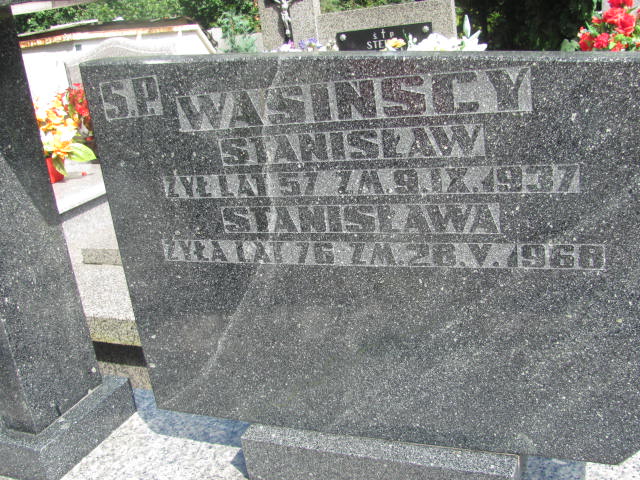 Ś.P. WASIŃSCY
STANISŁAW
ŻYŁ LAT 57 ZM. 9.IX.1937
STANISŁAWA
ŻYŁA LAT 76 ZM. 28.V.1968
ś†p